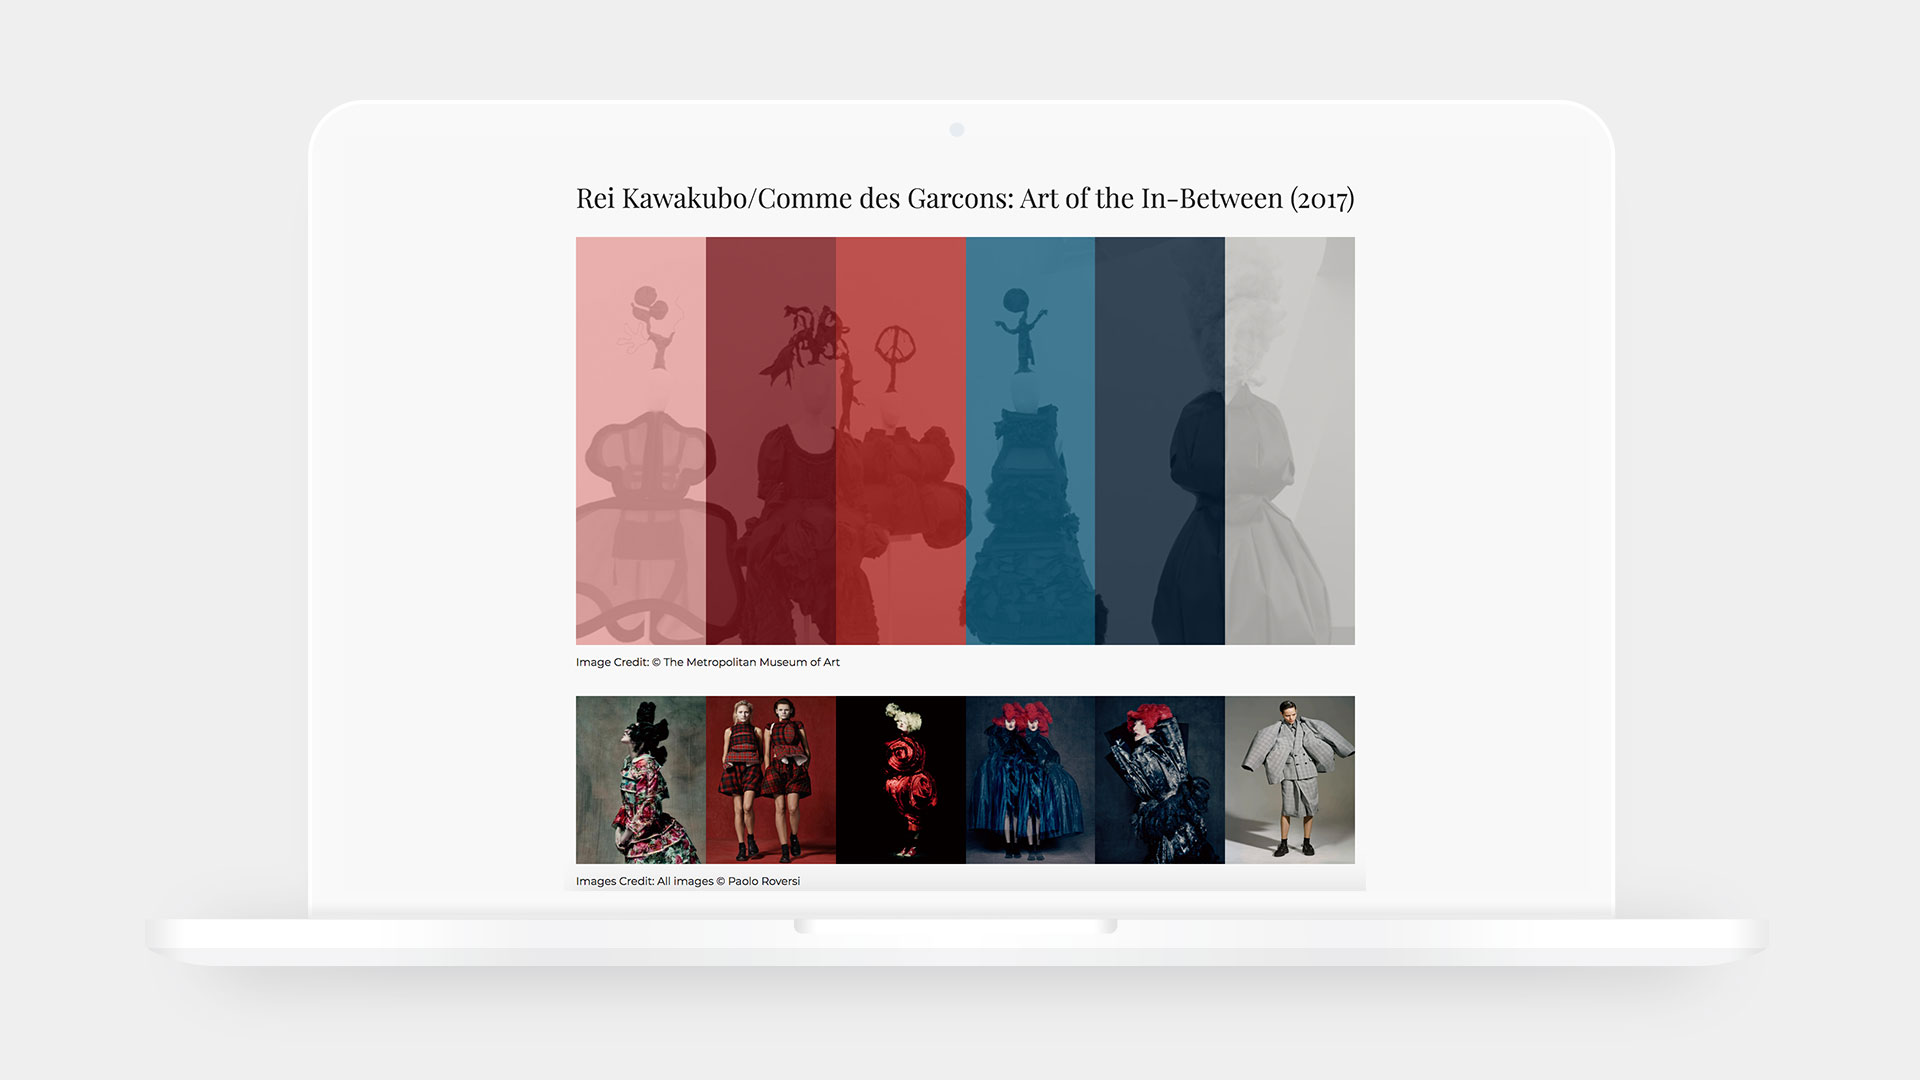 Rei Kawakubo/Comme des Garcons: Art of the In-Between (2017)
Image Credit: © The Metropolitan Museum of Art
Images Credit: All images © Paolo Roversi